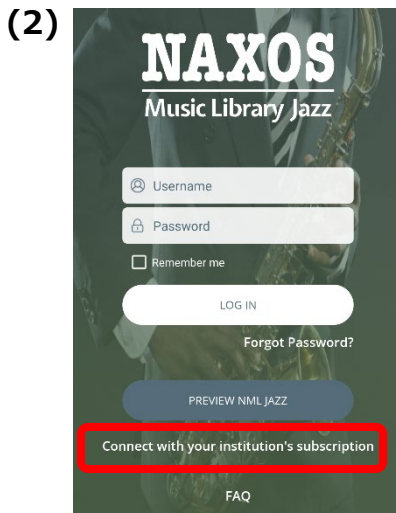 (2)
NAXOS
Music Library Jazz
Username
Password
Remember me
LOG IN
Forgot Password?
PREVIEW NML JAZZ
Connect with your institution's subscription
FAQ